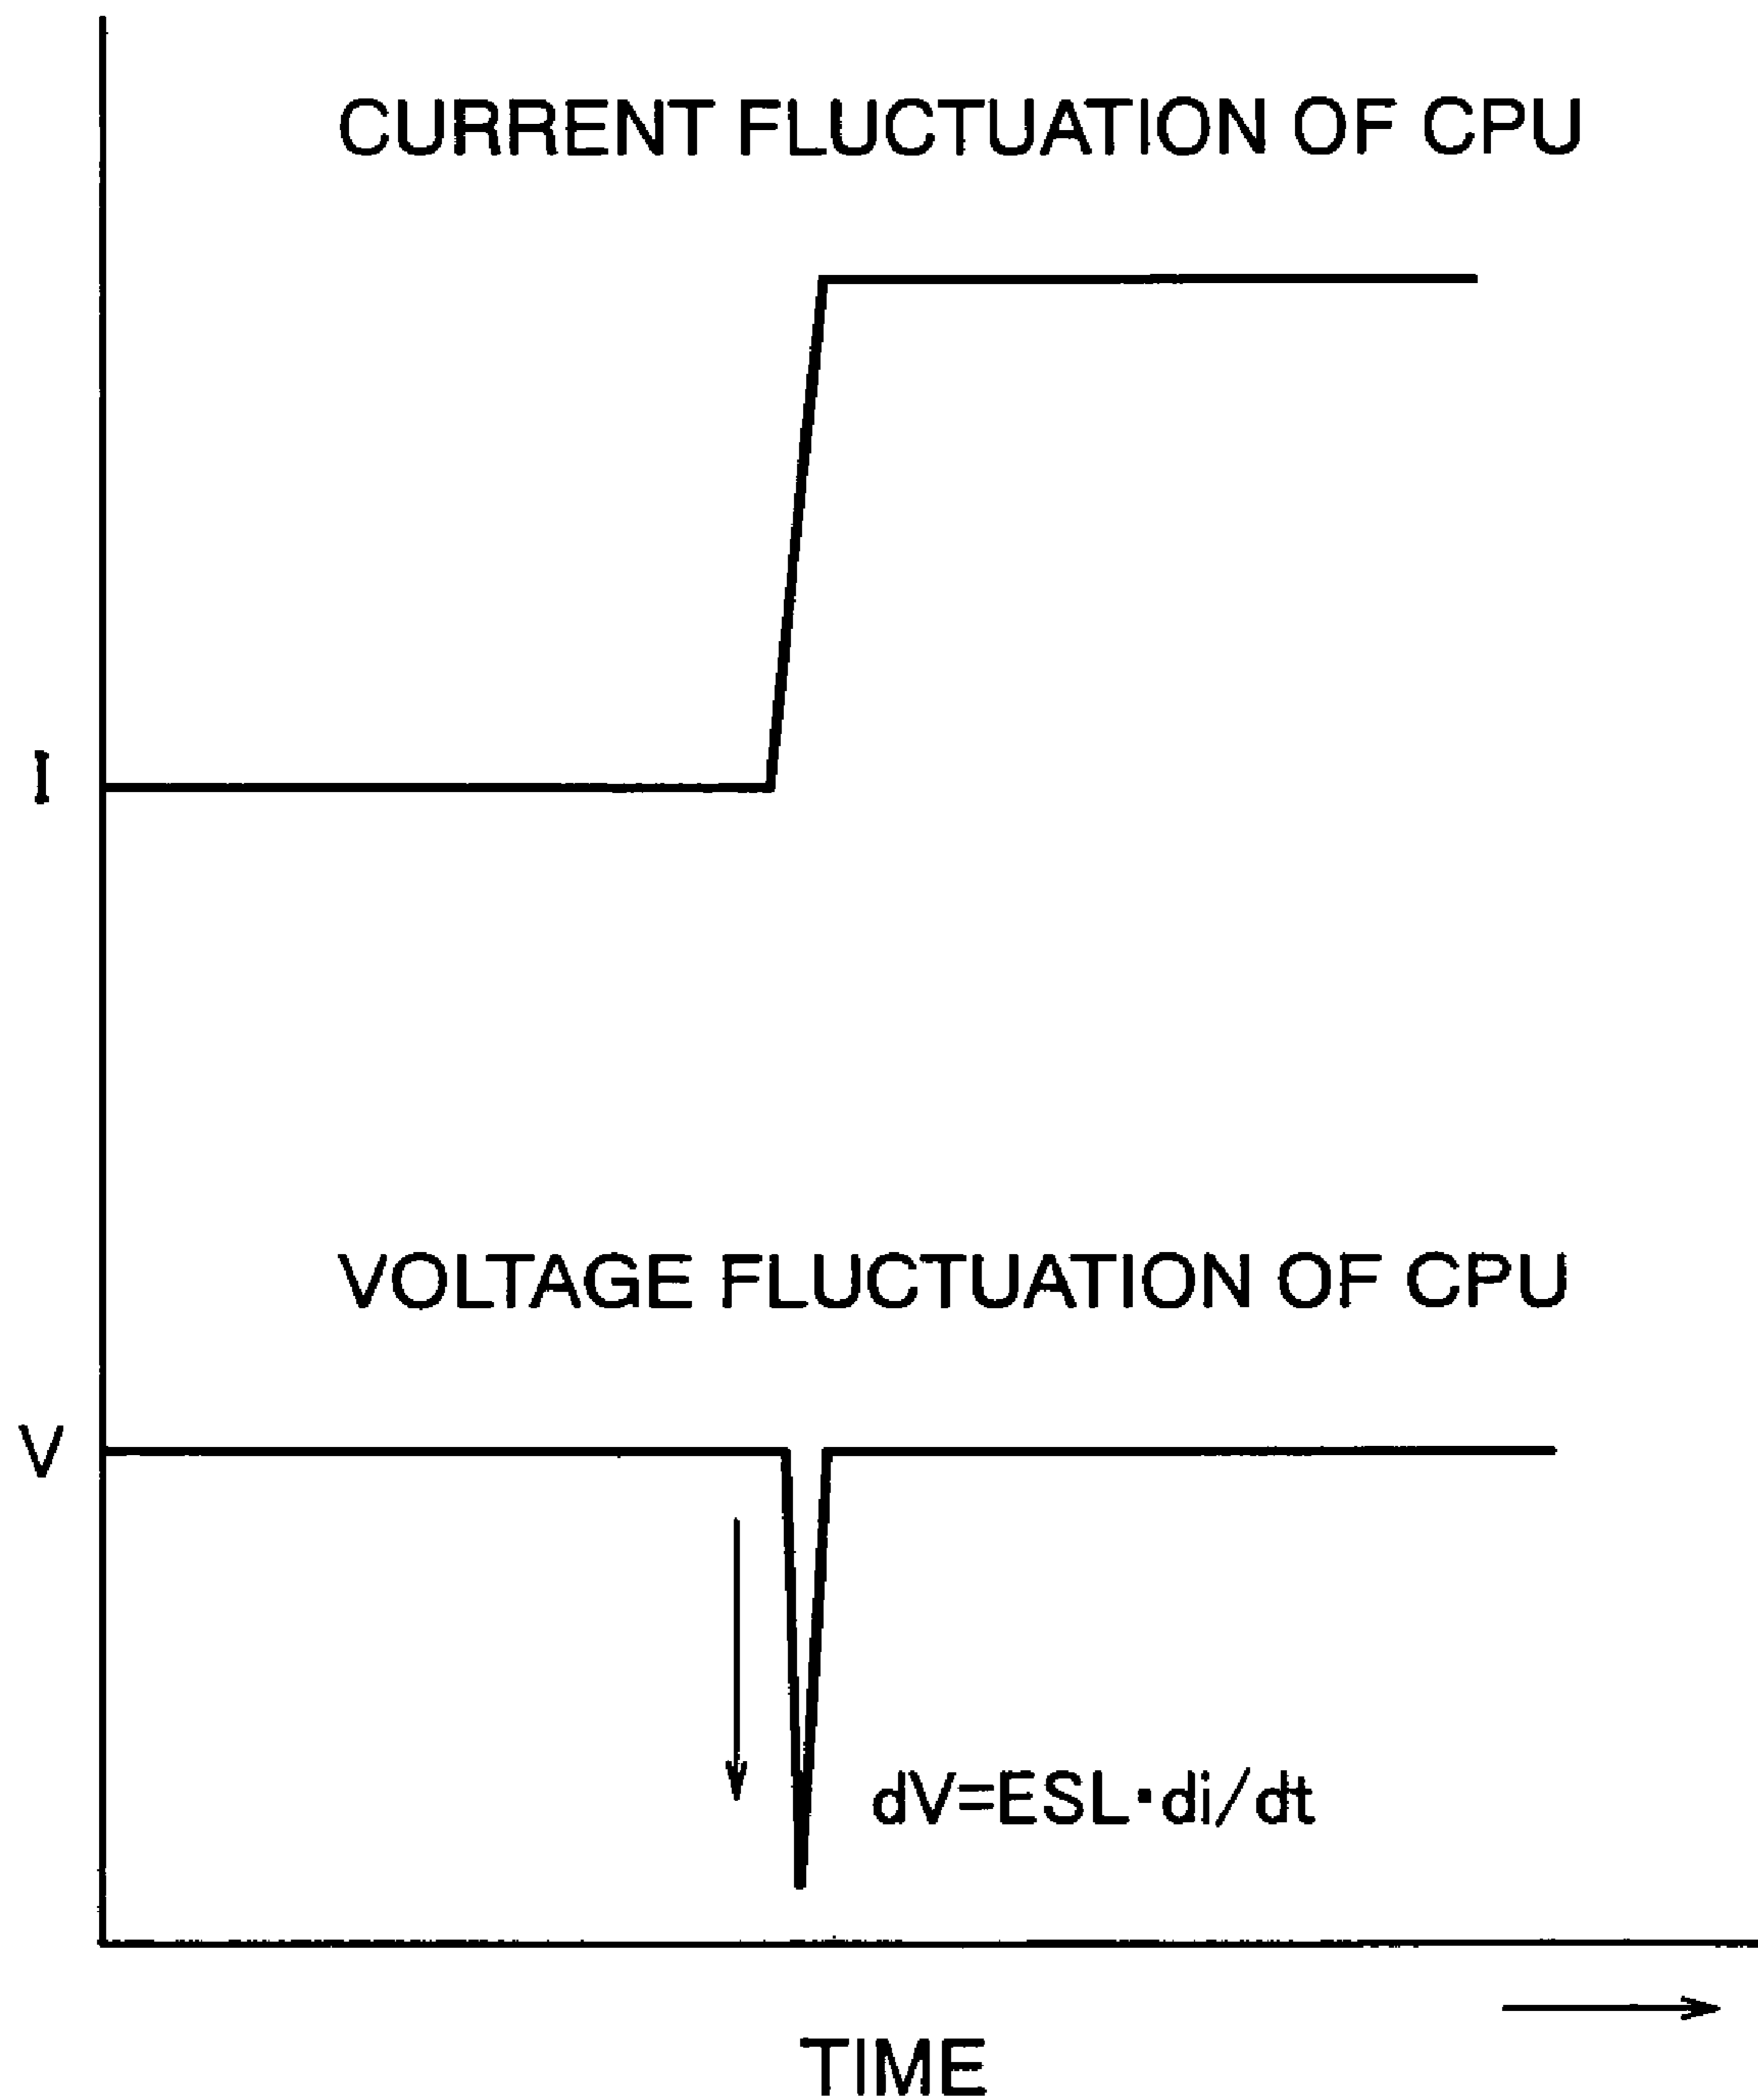 CURRENT FLUCTUATION OF CPU
I
VOLTAGE FLUCTUATION OF CPU
V
dV=ESL·di/dt
TIME